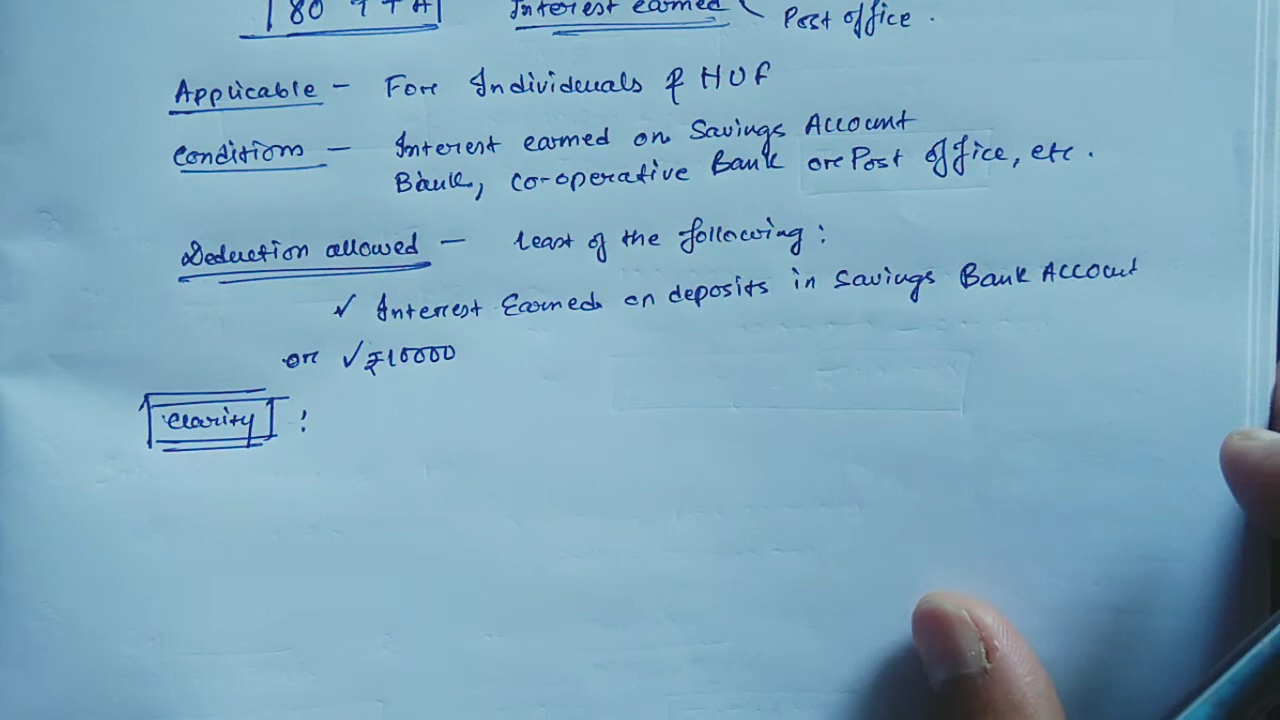 80 TTA Interest earned Post office.
Applicable - For Individuals & HUF
Conditions - Interest earned on Savings Account
Bank, co-operative Bank or Post office, etc.
Deduction allowed - least of the following:
✓ Interest Earned on deposits in Savings Bank Account
or ✓ ₹10000
Clarity :